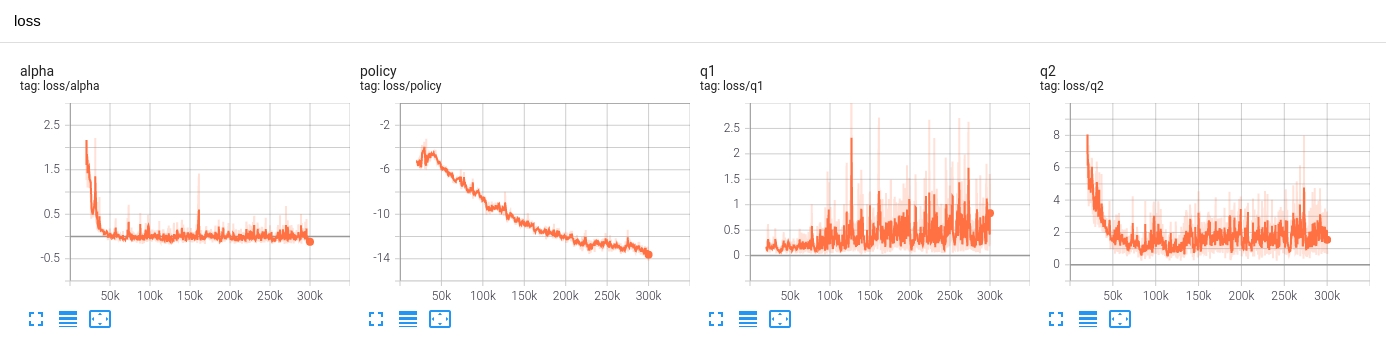 loss
alpha
tag: loss/alpha
2.5
1.5
0.5
-0.5
50k 100k 150k 200k 250k 300k
policy
tag: loss/policy
-2
-6
-10
-14
50k 100k 150k 200k 250k 300k
q1
tag: loss/q1
2.5
2
1.5
1
0.5
0
50k 100k 150k 200k 250k 300k
q2
tag: loss/q2
8
6
4
2
0
50k 100k 150k 200k 250k 300k